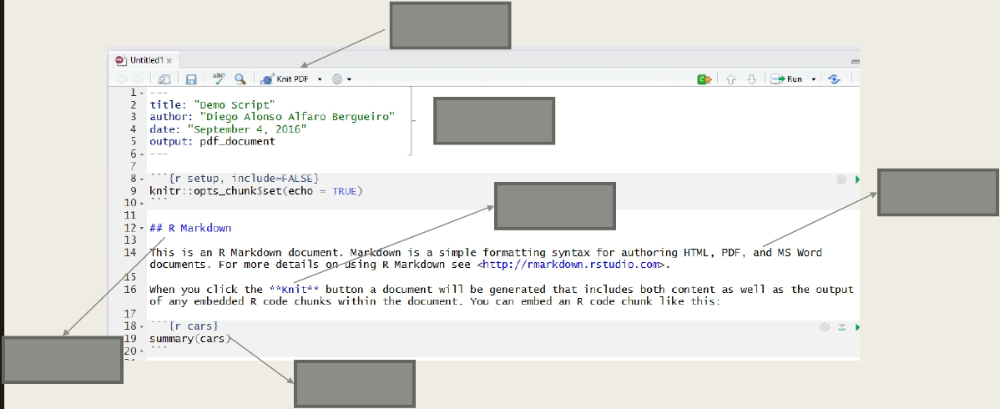 Untitled1
ABC Knit PDF Run
1 ---
2 title: "Demo Script"
3 author: "Diego Alonso Alfaro Bergueiro"
4 date: "September 4, 2016"
5 output: pdf_document
6 ---
7
8 ```{r setup, include=FALSE}
9 knitr::opts_chunk$set(echo = TRUE)
10 ```
11
12 ## R Markdown
13
14 This is an R Markdown document. Markdown is a simple formatting syntax for authoring HTML, PDF, and MS Word
documents. For more details on using R Markdown see <http://rmarkdown.rstudio.com>.
15
16 When you click the **Knit** button a document will be generated that includes both content as well as the output
of any embedded R code chunks within the document. You can embed an R code chunk like this:
17
18 ```{r cars}
19 summary(cars)
20 ```